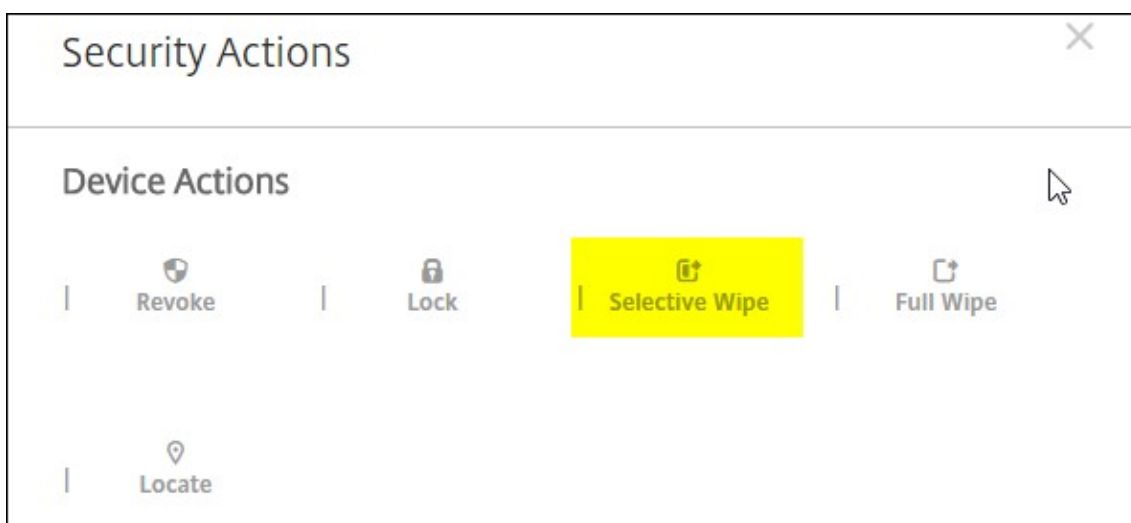 Security Actions
Device Actions
Revoke
Lock
Selective Wipe
Full Wipe
Locate